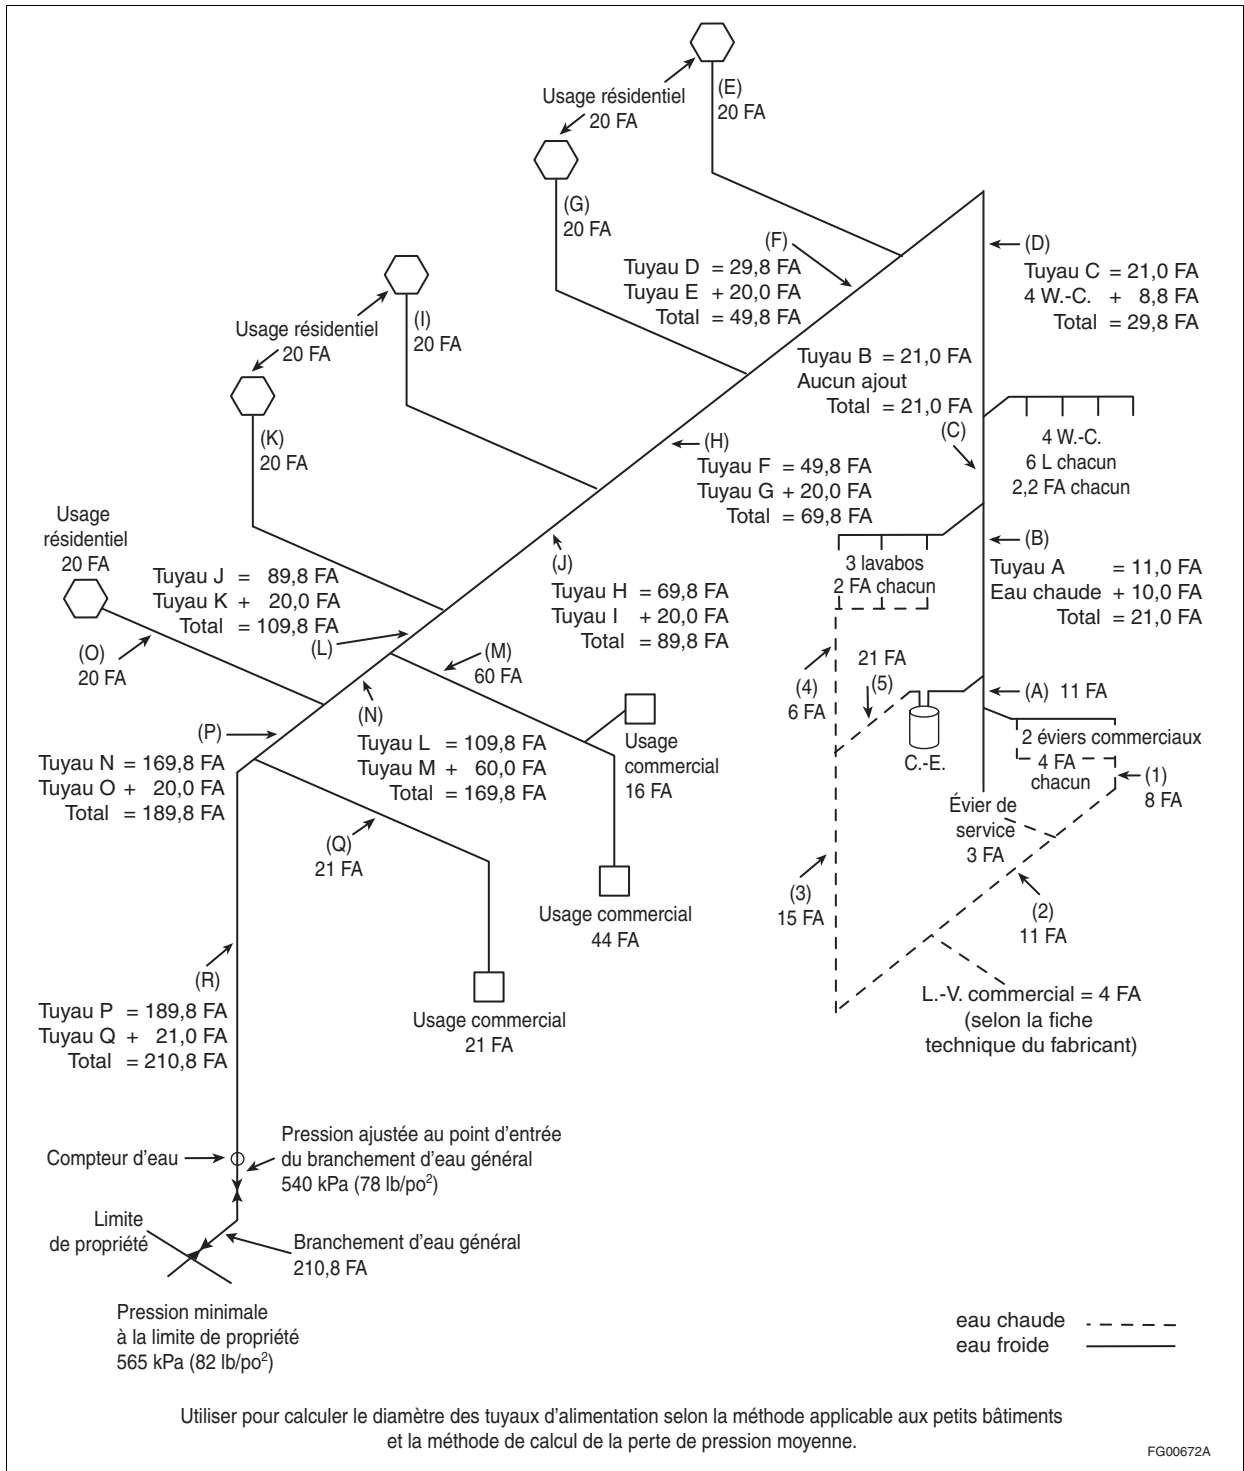 (E)
20 FA
Usage résidentiel
20 FA
(G)
20 FA
(F)
Tuyau D = 29,8 FA
Tuyau E + 20,0 FA
Total = 49,8 FA
(D)
Tuyau C = 21,0 FA
4 W.-C. + 8,8 FA
Total = 29,8 FA
(I)
20 FA
Usage résidentiel
20 FA
Tuyau B = 21,0 FA
Aucun ajout
Total = 21,0 FA
(C)
4 W.-C.
6 L chacun
2,2 FA chacun
(K)
20 FA
(H)
Tuyau F = 49,8 FA
Tuyau G + 20,0 FA
Total = 69,8 FA
Usage
résidentiel
20 FA
(B)
Tuyau A = 11,0 FA
Eau chaude + 10,0 FA
Total = 21,0 FA
3 lavabos
2 FA chacun
Tuyau J = 89,8 FA
Tuyau K + 20,0 FA
Total = 109,8 FA
(L)
(J)
Tuyau H = 69,8 FA
Tuyau I + 20,0 FA
Total = 89,8 FA
(O)
20 FA
(M)
60 FA
21 FA
(5)
(4)
6 FA
(A) 11 FA
(N)
Tuyau L = 109,8 FA
Tuyau M + 60,0 FA
Total = 169,8 FA
(P)
Tuyau N = 169,8 FA
Tuyau O + 20,0 FA
Total = 189,8 FA
Usage
commercial
16 FA
C.-E.
2 éviers commerciaux
4 FA
chacun
(1)
8 FA
Évier de
service
3 FA
(Q)
21 FA
(3)
15 FA
(2)
11 FA
Usage commercial
44 FA
(R)
Tuyau P = 189,8 FA
Tuyau Q + 21,0 FA
Total = 210,8 FA
Usage commercial
21 FA
L.-V. commercial = 4 FA
(selon la fiche
technique du fabricant)
Compteur d'eau
Pression ajustée au point d'entrée
du branchement d'eau général
540 kPa (78 lb/po²)
Limite
de propriété
Branchement d'eau général
210,8 FA
Pression minimale
à la limite de propriété
565 kPa (82 lb/po²)
eau chaude
eau froide
Utiliser pour calculer le diamètre des tuyaux d'alimentation selon la méthode applicable aux petits bâtiments
et la méthode de calcul de la perte de pression moyenne.
FG00672A